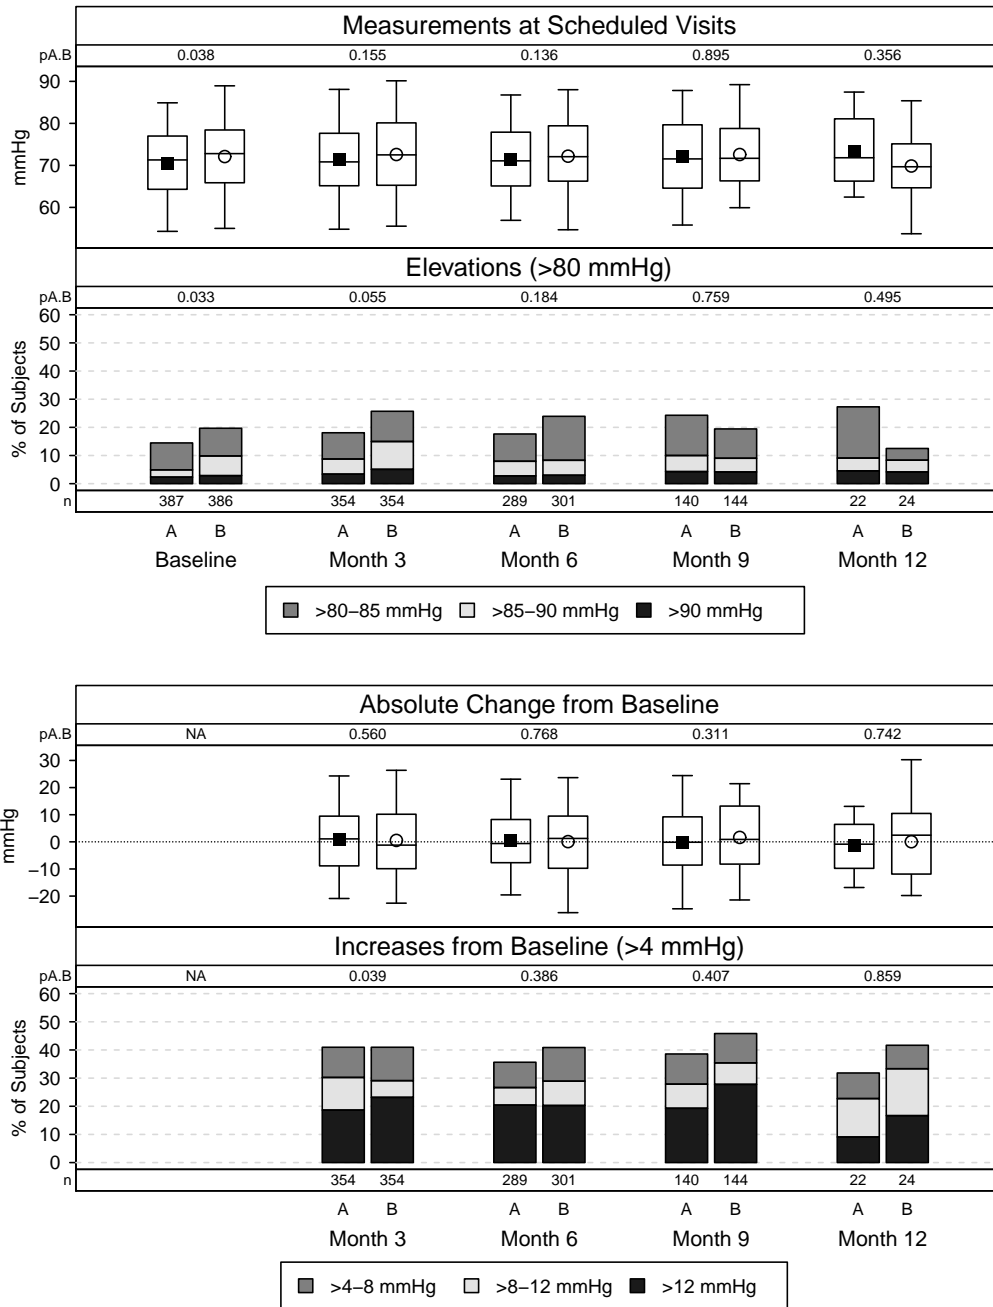 Measurements at Scheduled Visits
pA.B 0.038 0.155 0.136 0.895 0.356
90
80
70
60
mmHg
Elevations (>80 mmHg)
pA.B 0.033 0.055 0.184 0.759 0.495
60
50
40
30
20
10
0
% of Subjects
n 387 386 354 354 289 301 140 144 22 24
A B A B A B A B A B
Baseline Month 3 Month 6 Month 9 Month 12
>80–85 mmHg >85–90 mmHg >90 mmHg
Absolute Change from Baseline
pA.B NA 0.560 0.768 0.311 0.742
30
20
10
0
−10
−20
mmHg
Increases from Baseline (>4 mmHg)
pA.B NA 0.039 0.386 0.407 0.859
60
50
40
30
20
10
0
% of Subjects
n 354 354 289 301 140 144 22 24
A B A B A B A B
Month 3 Month 6 Month 9 Month 12
>4–8 mmHg >8–12 mmHg >12 mmHg